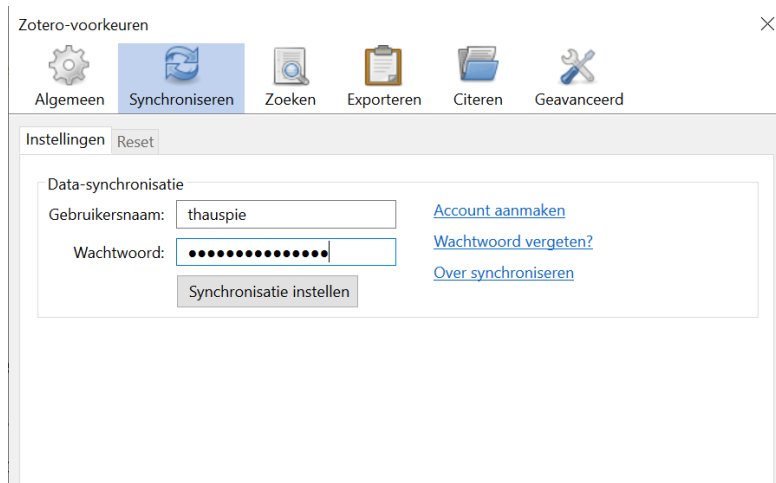 Zotero-voorkeuren
Algemeen Synchroniseren Zoeken Exporteren Citeren Geavanceerd
Instellingen Reset
Data-synchronisatie
Gebruikersnaam: thauspie Account aanmaken
Wachtwoord: ●●●●●●●●●●●●●●● Wachtwoord vergeten?
Synchronisatie instellen Over synchroniseren